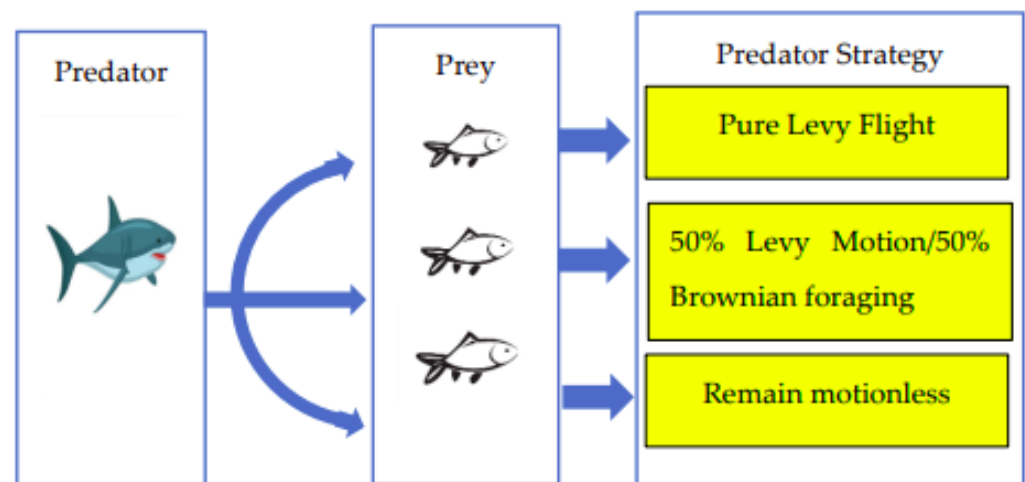 Predator
Prey
Predator Strategy
Pure Levy Flight
50% Levy Motion/50%
Brownian foraging
Remain motionless